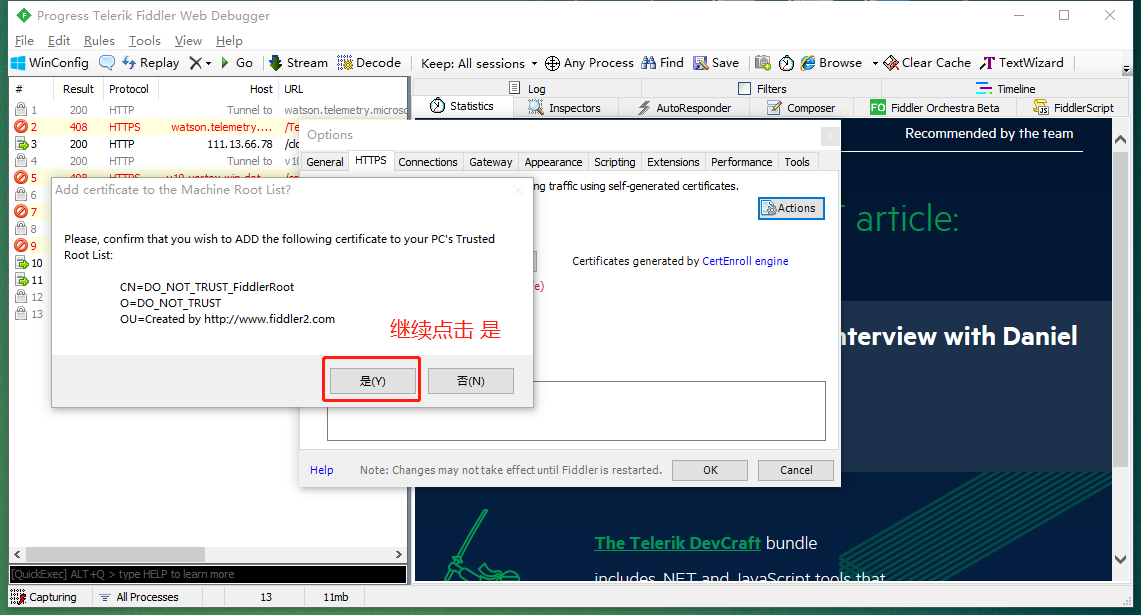 Progress Telerik Fiddler Web Debugger
File Edit Rules Tools View Help
WinConfig Replay Go Stream Decode Keep: All sessions Any Process Find Save Browse Clear Cache TextWizard
# Result Protocol Host URL
1 200 HTTP Tunnel to watson.telemetry.microso
2 408 HTTPS watson.telemetry.... /Te
3 200 HTTP 111.13.66.78
4 200 HTTP Tunnel to v10
5 408 HTTPS
6
7
8
9
10
11
12
13
Log Filters Timeline
Statistics Inspectors AutoResponder Composer FO Fiddler Orchestra Beta FiddlerScript
Recommended by the team
article:
nterview with Daniel
The Telerik DevCraft bundle
includes .NET and JavaScript tools that
Options
General HTTPS Connections Gateway Appearance Scripting Extensions Performance Tools
ng traffic using self-generated certificates.
Actions
Certificates generated by CertEnroll engine
e)
Help Note: Changes may not take effect until Fiddler is restarted. OK Cancel
Add certificate to the Machine Root List?
Please, confirm that you wish to ADD the following certificate to your PC's Trusted
Root List:
CN=DO_NOT_TRUST_FiddlerRoot
O=DO_NOT_TRUST
OU=Created by http://www.fiddler2.com
继续点击 是
是(Y) 否(N)
[QuickExec] ALT+Q > type HELP to learn more
Capturing All Processes 13 11mb